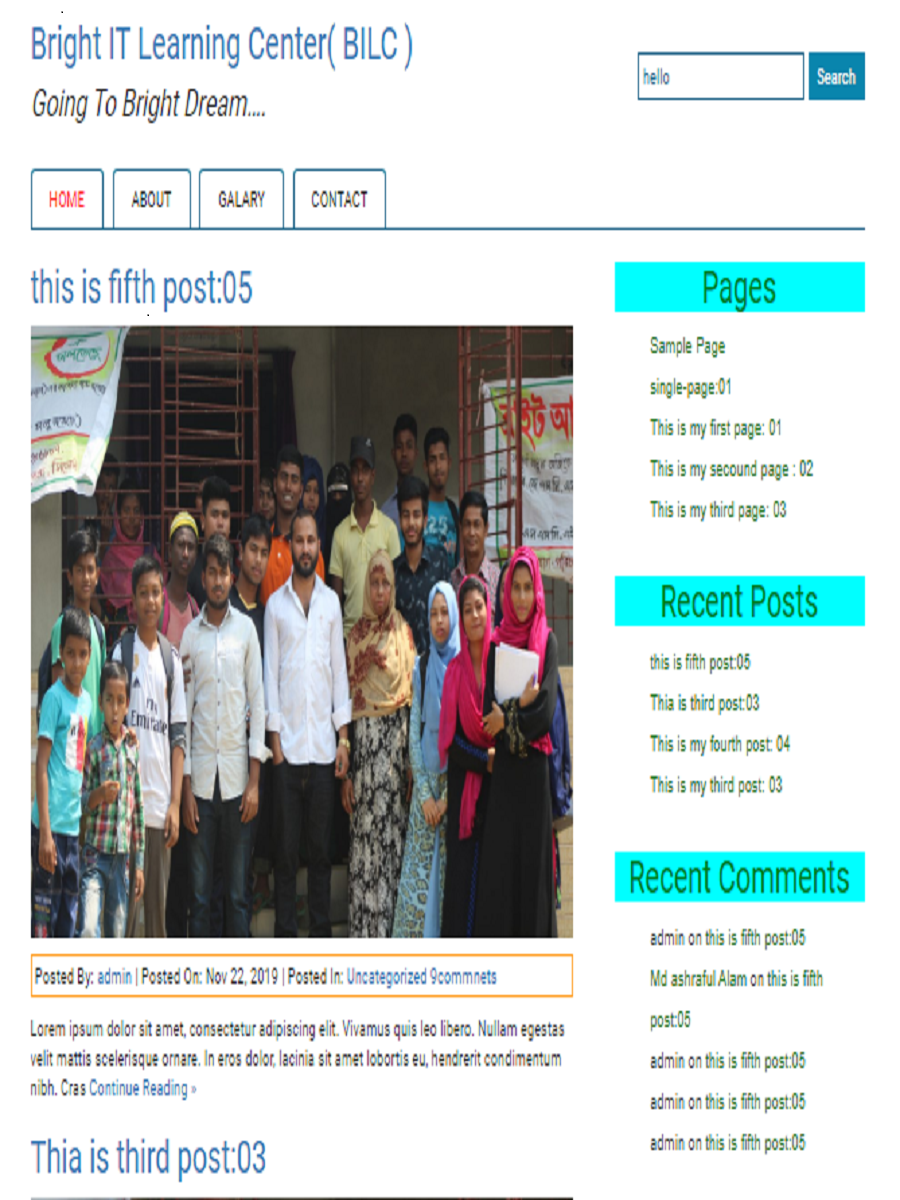 Bright IT Learning Center( BILC )
Going To Bright Dream....
hello
Search
HOME
ABOUT
GALARY
CONTACT
this is fifth post:05
25
Emirates
রাইট আ
Posted By: admin | Posted On: Nov 22, 2019 | Posted In: Uncategorized 9commnets
Lorem ipsum dolor sit amet, consectetur adipiscing elit. Vivamus quis leo libero. Nullam egestas
velit mattis scelerisque ornare. In eros dolor, lacinia sit amet lobortis eu, hendrerit condimentum
nibh. Cras Continue Reading »
Thia is third post:03
Pages
Sample Page
single-page:01
This is my first page: 01
This is my secound page : 02
This is my third page: 03
Recent Posts
this is fifth post:05
Thia is third post:03
This is my fourth post: 04
This is my third post: 03
Recent Comments
admin on this is fifth post:05
Md ashraful Alam on this is fifth
post:05
admin on this is fifth post:05
admin on this is fifth post:05
admin on this is fifth post:05